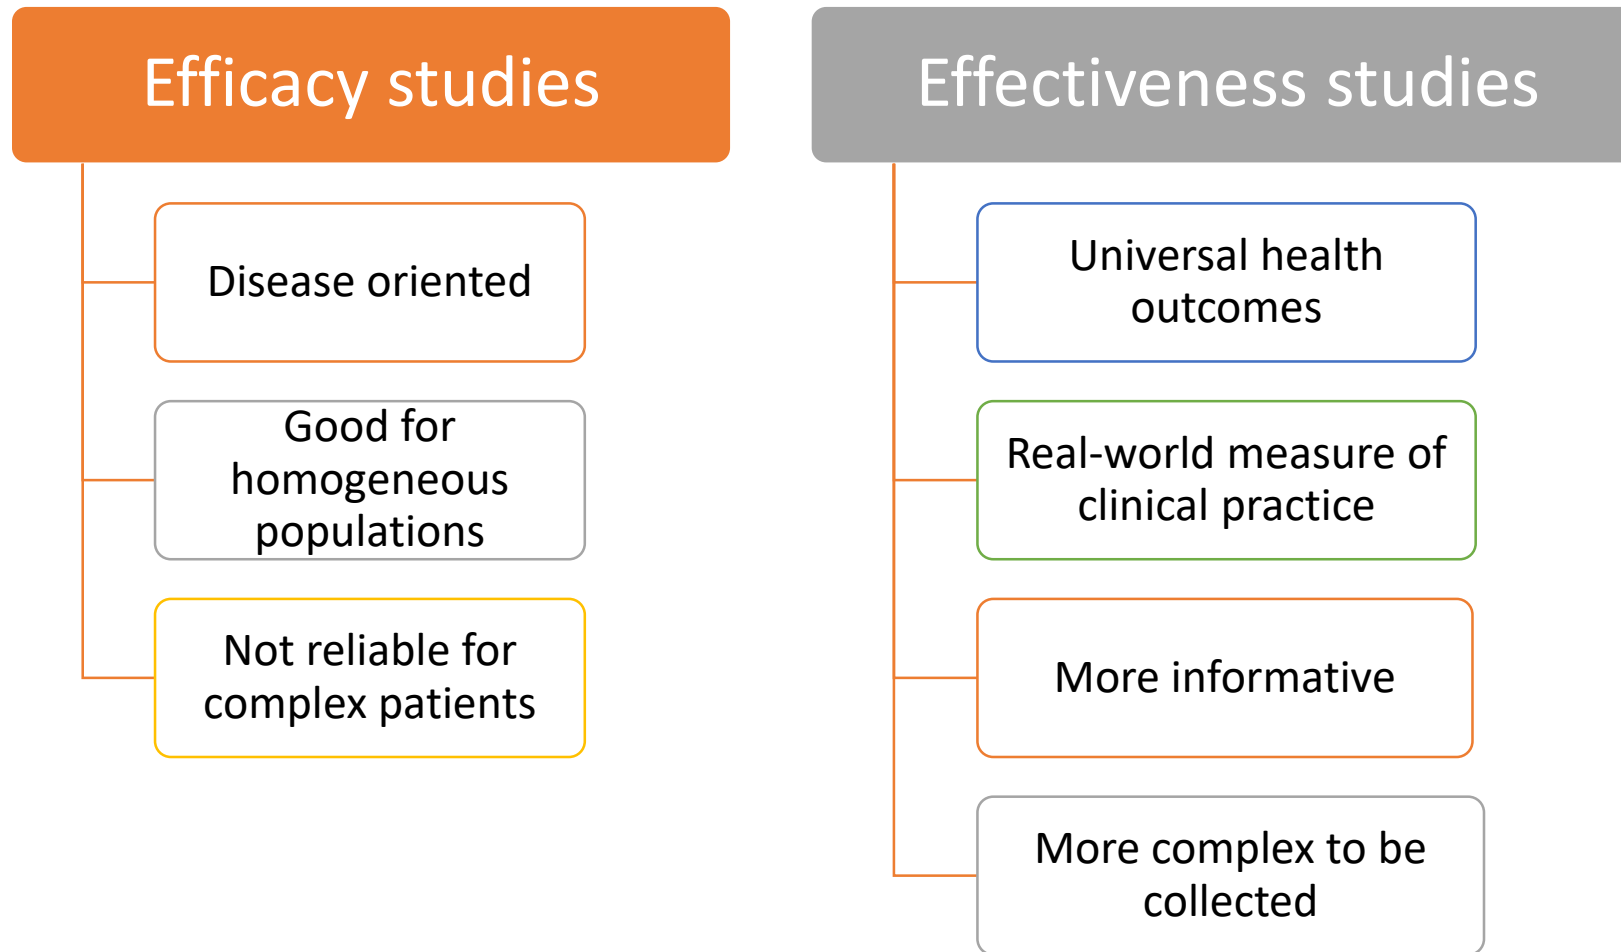 Efficacy studies
Disease oriented
Good for
homogeneous
populations
Not reliable for
complex patients
Effectiveness studies
Universal health
outcomes
Real-world measure of
clinical practice
More informative
More complex to be
collected